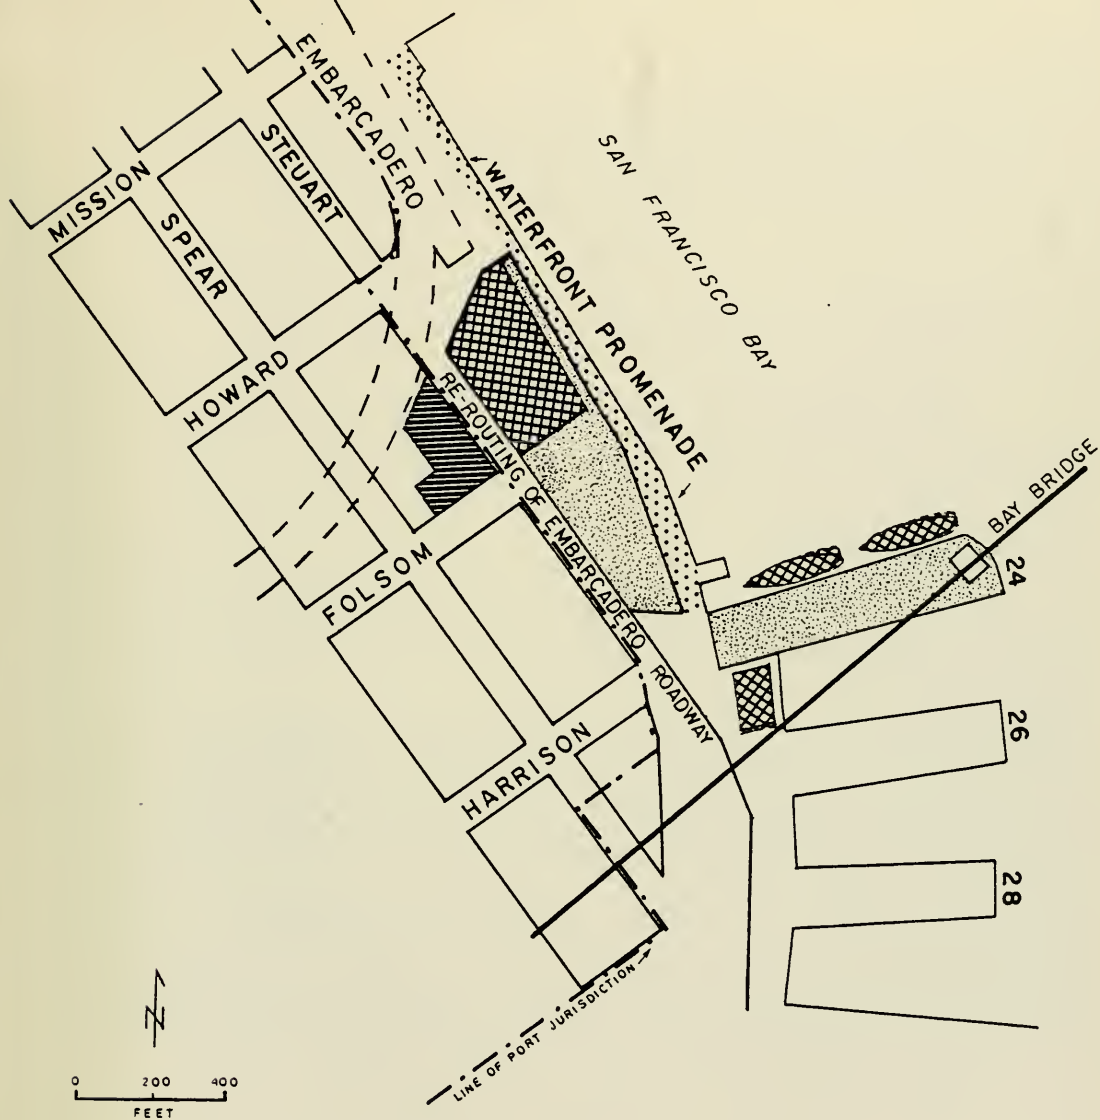 EMBARCADERO
SAN FRANCISCO BAY
STEUART
WATERFRONT PROMENADE
MISSION
SPEAR
HOWARD
RE-ROUTING OF EMBARCADERO ROADWAY
BAY BRIDGE
24
FOLSOM
26
HARRISON
28
LINE OF PORT JURISDICTION
N
0 200 400
FEET